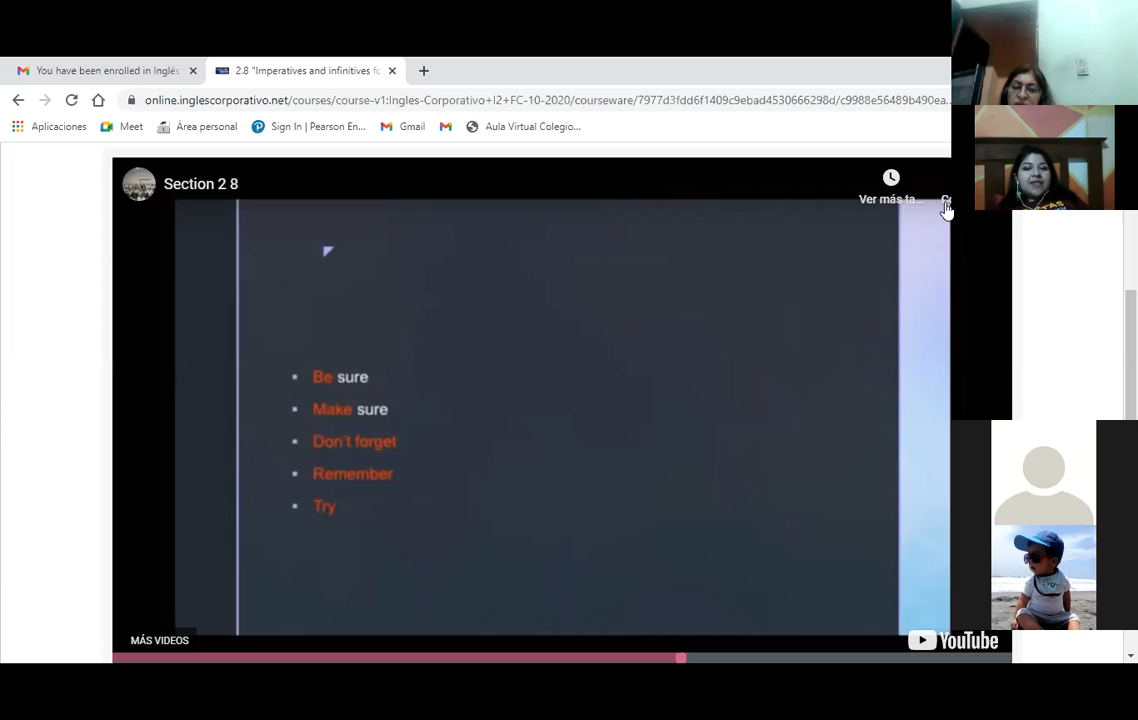 You have been enrolled in Inglés
2.8 "Imperatives and infinitives fo
online.inglescorporativo.net/courses/course-v1:Ingles-Corporativo+I2+FC-10-2020/courseware/7977d3fdd6f1409c9ebad4530666298d/c9988e56489b490ea...
Aplicaciones
Meet
Área personal
Sign In | Pearson En...
Gmail
Aula Virtual Colegio...
Section 2 8
Ver más ta...
Be sure
Make sure
Don't forget
Remember
Try
MÁS VIDEOS
YouTube